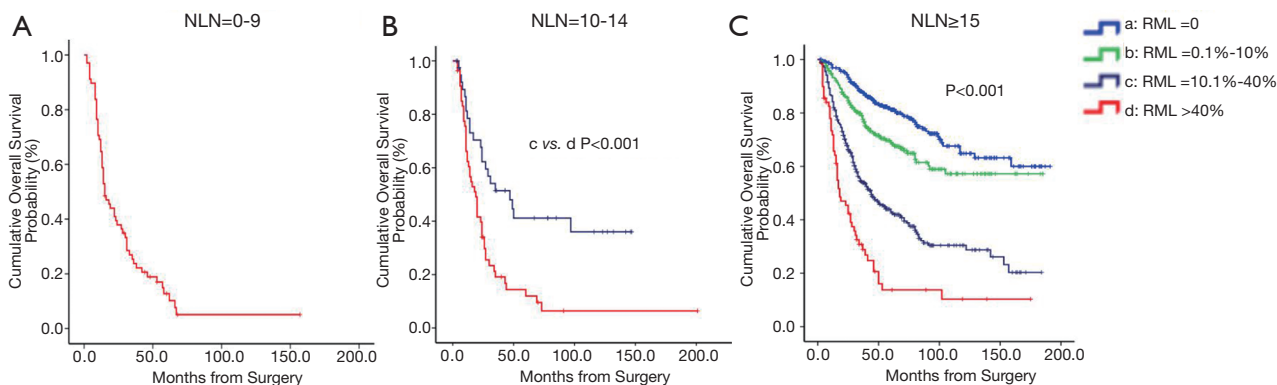 A
NLN=0-9
Cumulative Overall Survival
Probability (%)
1.0
0.8
0.6
0.4
0.2
0.0
0.0 50.0 100.0 150.0 200.0
Months from Surgery
B
NLN=10-14
Cumulative Overall Survival
Probability (%)
1.0
0.8
0.6
0.4
0.2
0.0
c vs. d P<0.001
0.0 50.0 100.0 150.0 200.0
Months from Surgery
C
NLN≥15
Cumulative Overall Survival
Probability (%)
1.0
0.8
0.6
0.4
0.2
0.0
P<0.001
0.0 50.0 100.0 150.0 200.0
Months from Surgery
a: RML =0
b: RML =0.1%-10%
c: RML =10.1%-40%
d: RML >40%